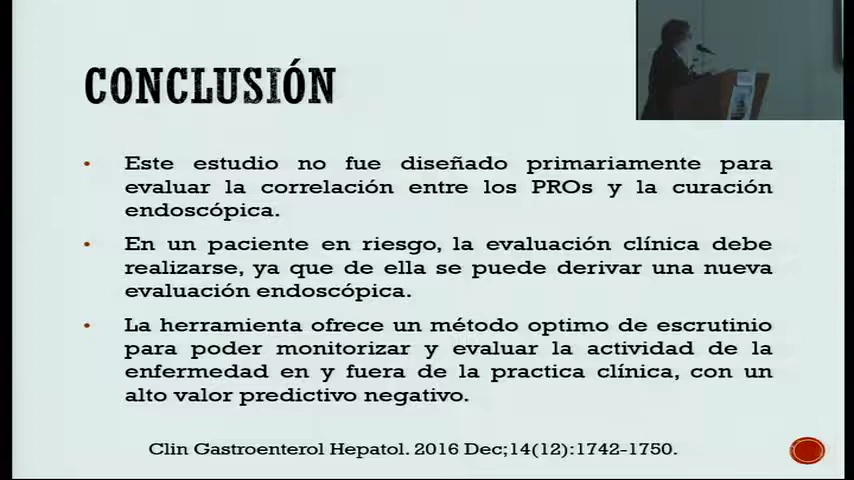 CONCLUSIÓN
• Este estudio no fue diseñado primariamente para
evaluar la correlación entre los PROs y la curación
endoscópica.
• En un paciente en riesgo, la evaluación clínica debe
realizarse, ya que de ella se puede derivar una nueva
evaluación endoscópica.
• La herramienta ofrece un método optimo de escrutinio
para poder monitorizar y evaluar la actividad de la
enfermedad en y fuera de la practica clínica, con un
alto valor predictivo negativo.
Clin Gastroenterol Hepatol. 2016 Dec;14(12):1742-1750.